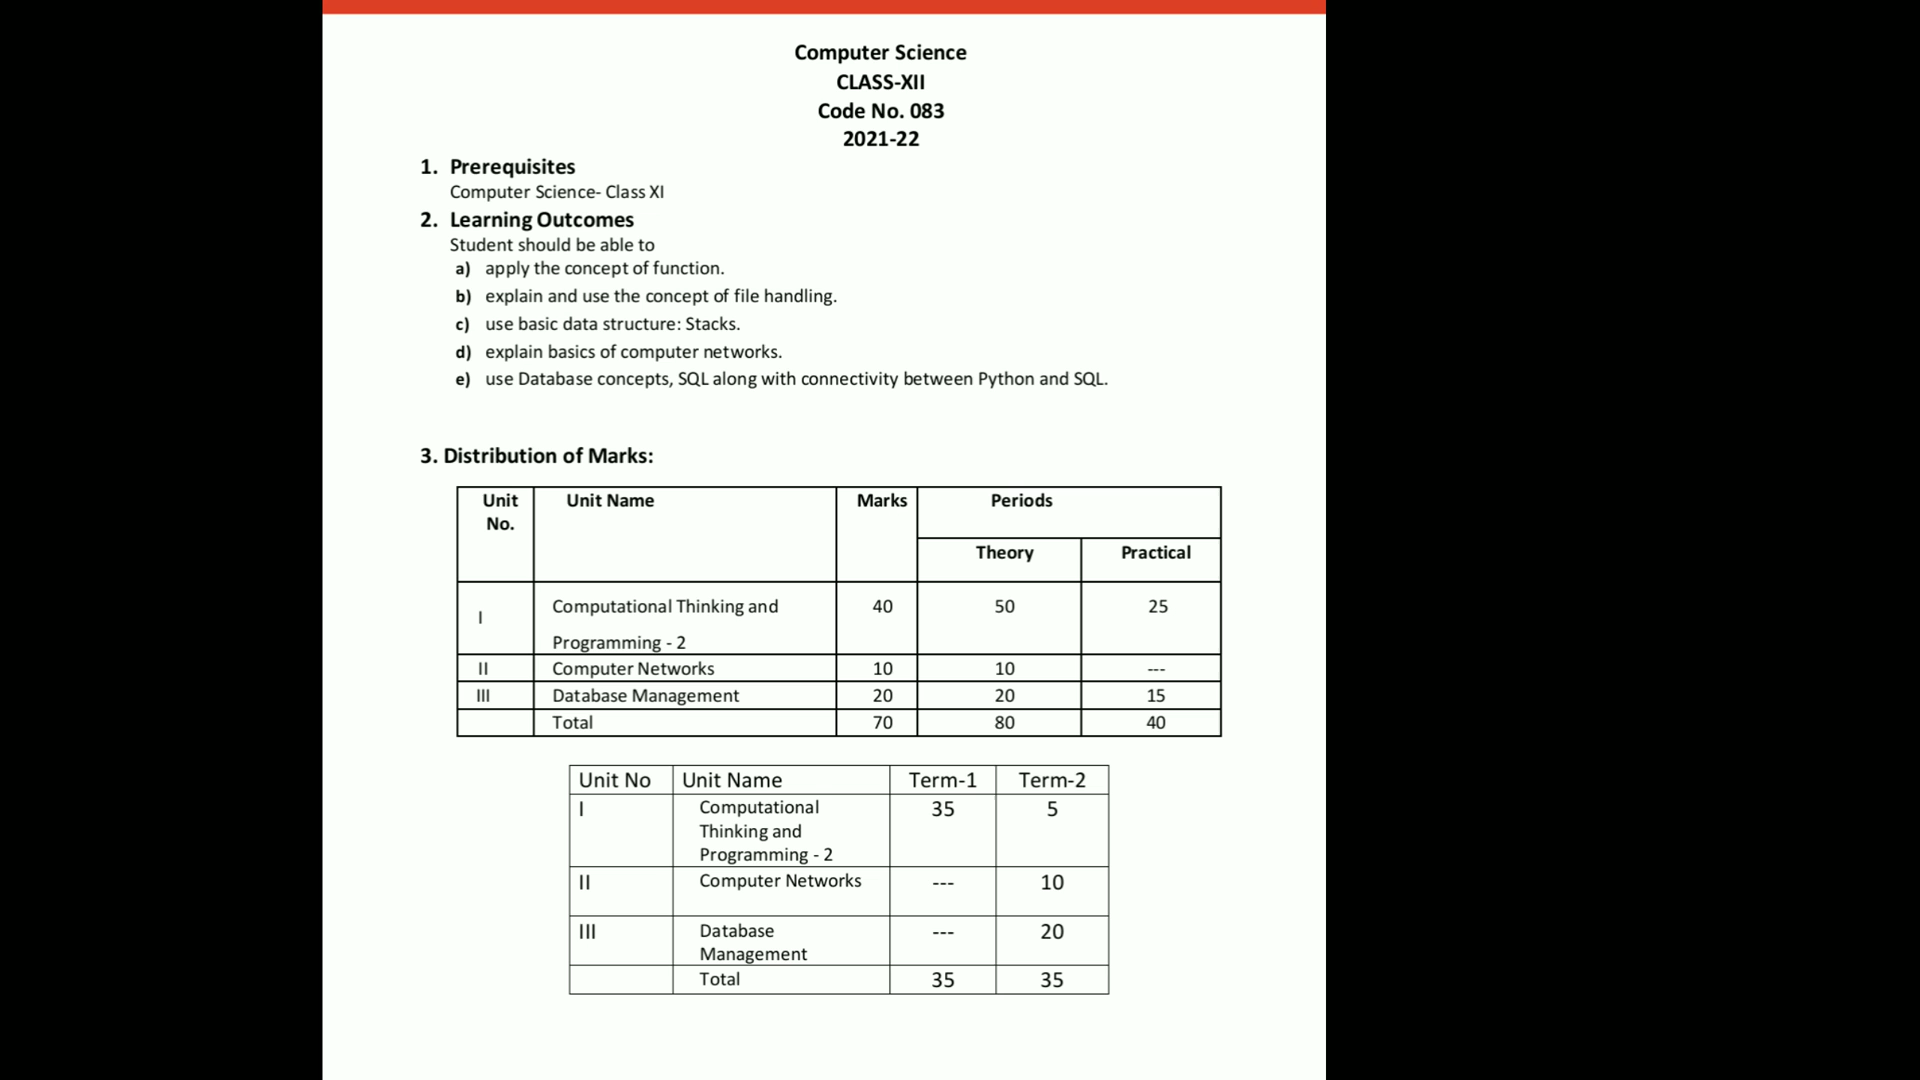 Computer Science
CLASS-XII
Code No. 083
2021-22
1. Prerequisites
Computer Science- Class XI
2. Learning Outcomes
Student should be able to
a) apply the concept of function.
b) explain and use the concept of file handling.
c) use basic data structure: Stacks.
d) explain basics of computer networks.
e) use Database concepts, SQL along with connectivity between Python and SQL.
3. Distribution of Marks:
Unit No. Unit Name Marks Periods
Theory Practical
I Computational Thinking and 40 50 25
Programming - 2
II Computer Networks 10 10 ---
III Database Management 20 20 15
Total 70 80 40
Unit No Unit Name Term-1 Term-2
I Computational 35 5
Thinking and
Programming - 2
II Computer Networks --- 10
III Database --- 20
Management
Total 35 35